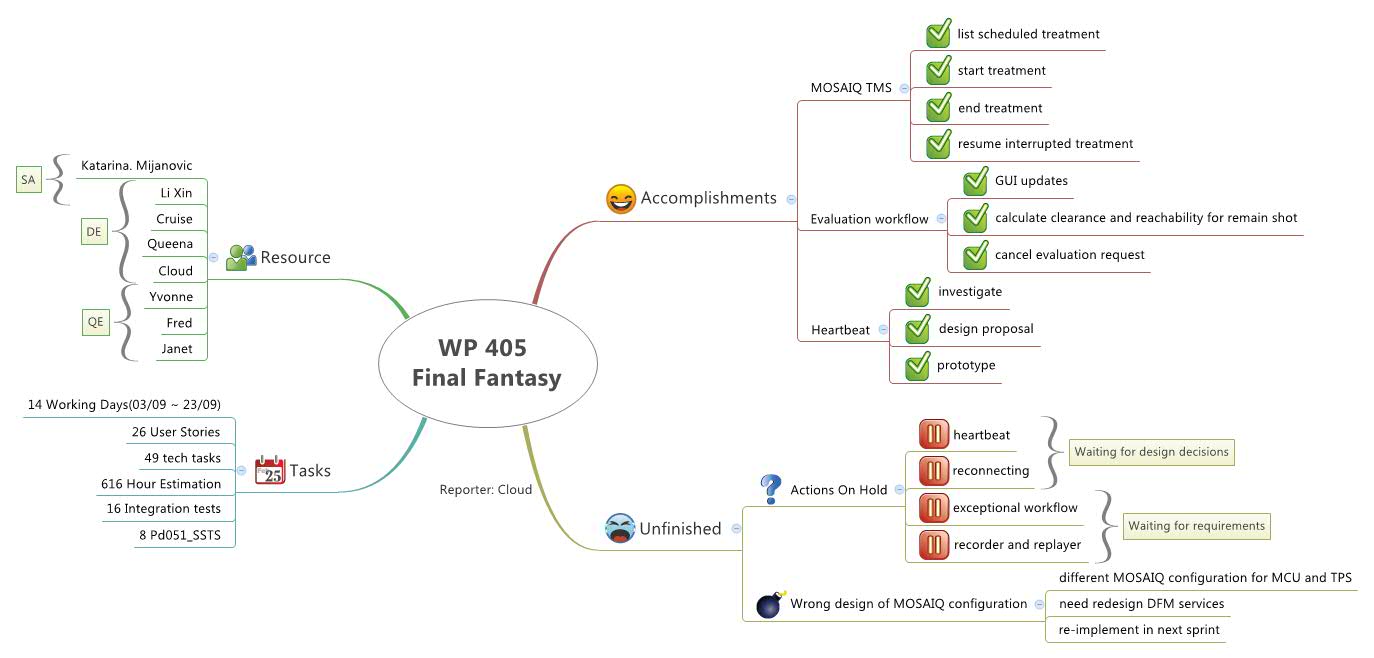 WP 405
Final Fantasy
Accomplishments
MOSAIQ TMS
list scheduled treatment
start treatment
end treatment
resume interrupted treatment
Evaluation workflow
GUI updates
calculate clearance and reachability for remain shot
cancel evaluation request
Heartbeat
investigate
design proposal
prototype
Unfinished
Actions On Hold
heartbeat
reconnecting
Waiting for design decisions
exceptional workflow
recorder and replayer
Waiting for requirements
Wrong design of MOSAIQ configuration
different MOSAIQ configuration for MCU and TPS
need redesign DFM services
re-implement in next sprint
Reporter: Cloud
Resource
SA
Katarina. Mijanovic
DE
Li Xin
Cruise
Queena
Cloud
QE
Yvonne
Fred
Janet
25
Tasks
14 Working Days(03/09 ~ 23/09)
26 User Stories
49 tech tasks
616 Hour Estimation
16 Integration tests
8 Pd051_SSTS